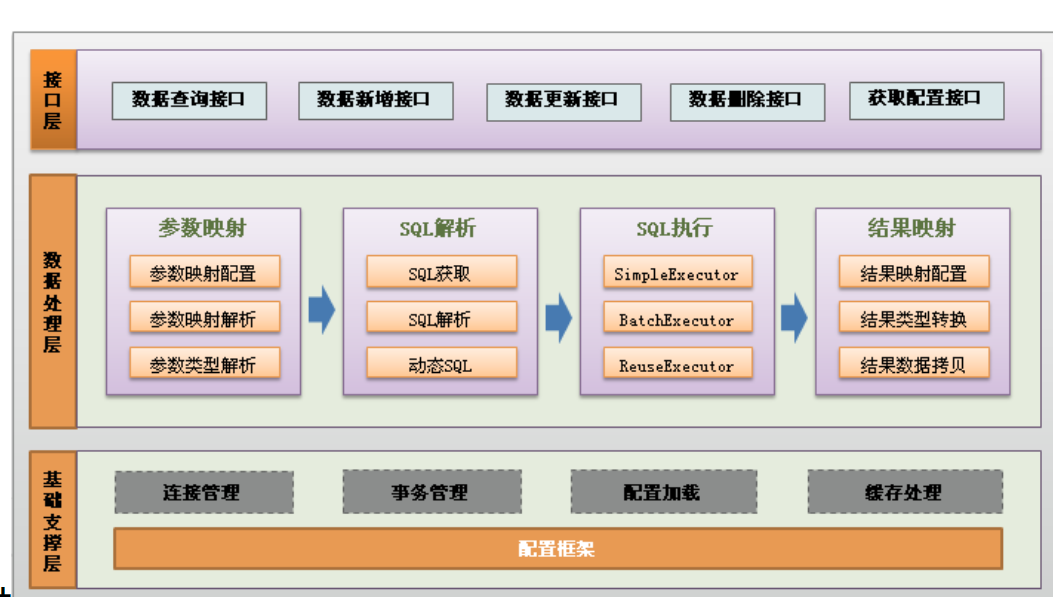 接口层
数据查询接口
数据新增接口
数据更新接口
数据删除接口
获取配置接口
数据处理层
参数映射
参数映射配置
参数映射解析
参数类型解析
SQL解析
SQL获取
SQL解析
动态SQL
SQL执行
SimpleExecutor
BatchExecutor
ReuseExecutor
结果映射
结果映射配置
结果类型转换
结果数据拷贝
基础支撑层
连接管理
事务管理
配置加载
缓存处理
配置框架